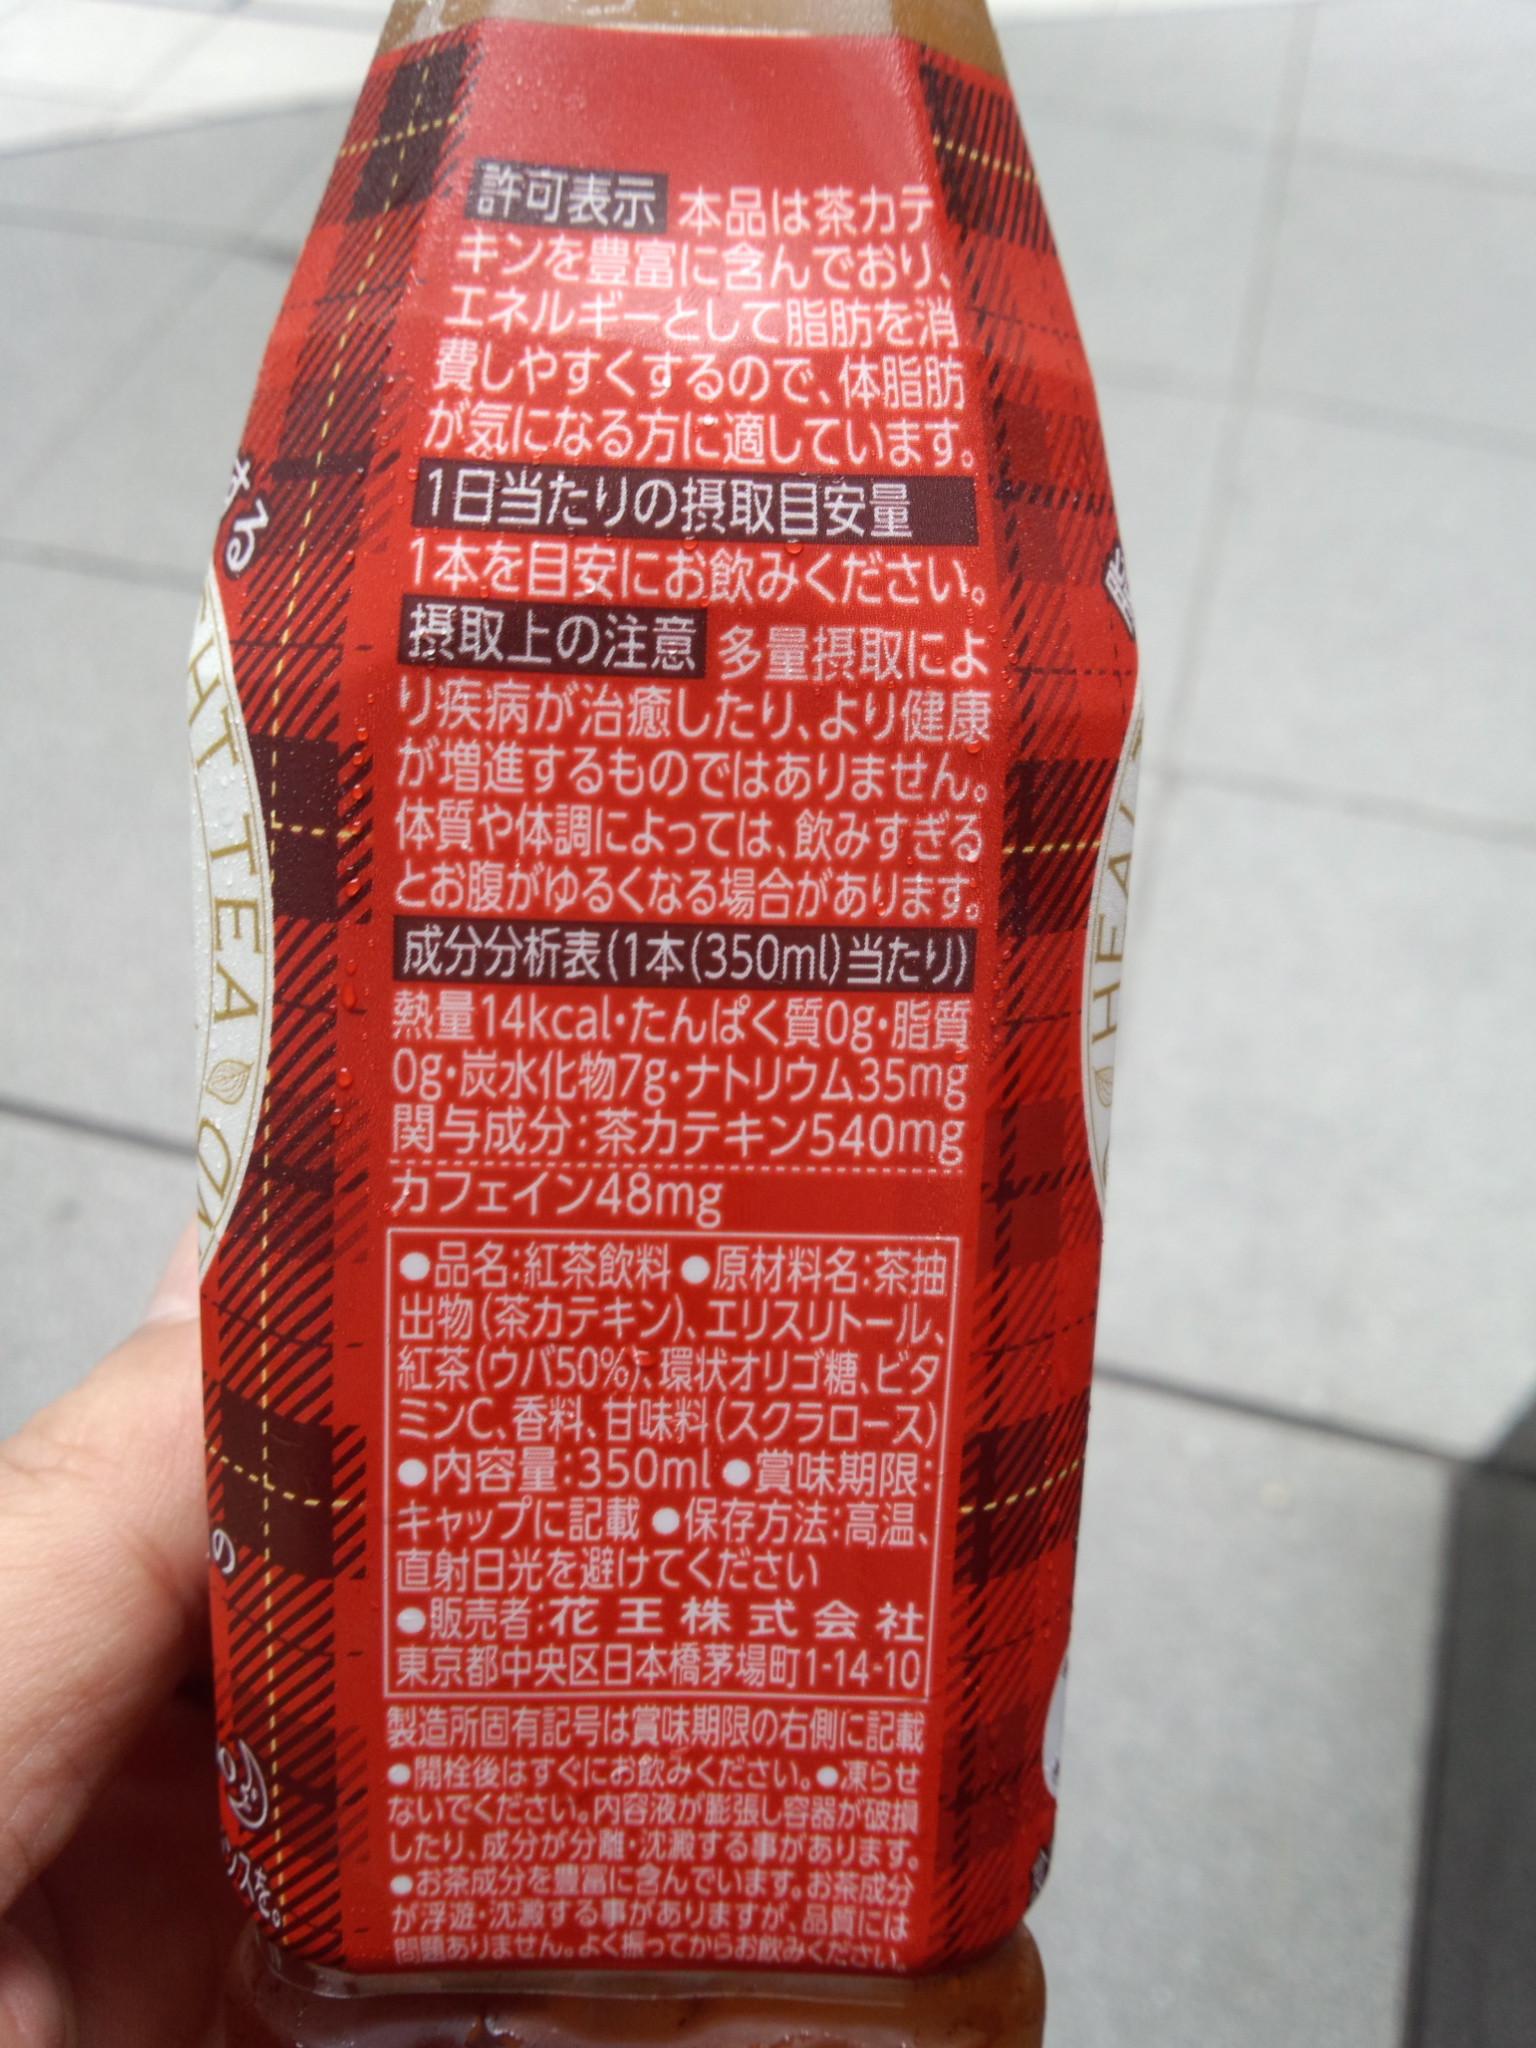 許可表示 本品は茶カテ
キンを豊富に含んでおり、
エネルギーとして脂肪を消
費しやすくするので、体脂肪
が気になる方に適しています。
1日当たりの摂取目安量
1本を目安にお飲みください。
摂取上の注意 多量摂取によ
り疾病が治癒したり、より健康
が増進するものではありません。
体質や体調によっては、飲みすぎる
とお腹がゆるくなる場合があります。
成分分析表(1本(350ml)当たり)
熱量14kcal・たんぱく質0g・脂質
0g・炭水化物7g・ナトリウム35mg
関与成分:茶カテキン540mg
カフェイン48mg
●品名:紅茶飲料 ●原材料名:茶抽
出物(茶カテキン)、エリスリトール、
紅茶(ウバ50%)、環状オリゴ糖、ビタ
ミンC、香料、甘味料(スクラロース)
●内容量:350ml ●賞味期限:
キャップに記載 ●保存方法:高温、
直射日光を避けてください
●販売者:花王株式会社
東京都中央区日本橋茅場町1-14-10
製造所固有記号は賞味期限の右側に記載
●開栓後はすぐにお飲みください。●凍らせ
ないでください。内容液が膨張し容器が破損
したり、成分が分離・沈澱する事があります。
●お茶成分を豊富に含んでいます。お茶成分
が浮遊・沈澱する事がありますが、品質には
問題ありません。よく振ってからお飲みください。
する
HT TEA
HEA
の